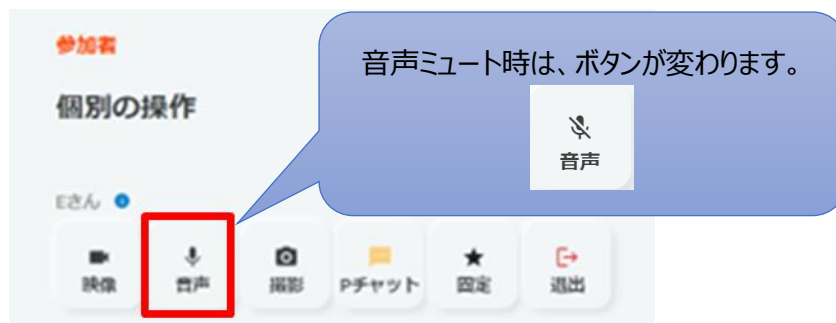 参加者
音声ミュート時は、ボタンが変わります。
個別の操作
音声
Eさん
映像 音声 撮影 Pチャット 固定 退出